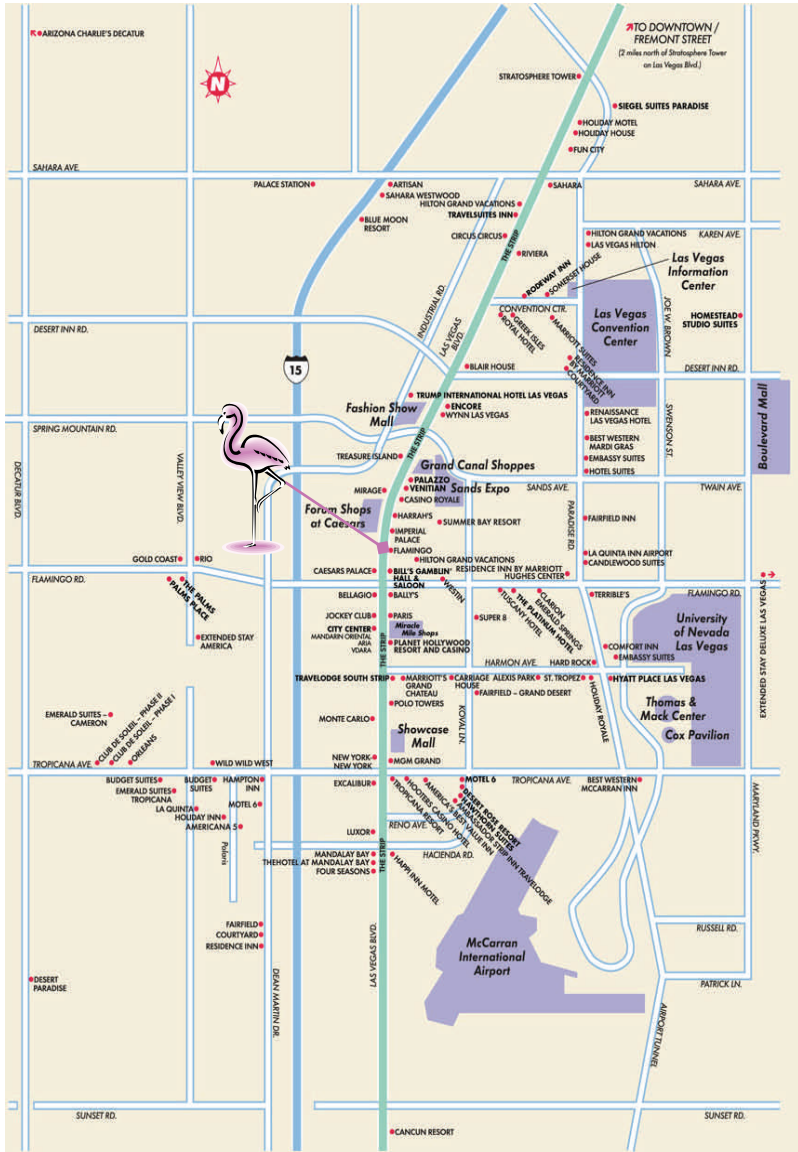 TO DOWNTOWN /
FREMONT STREET
(2 miles north of Stratosphere Tower
on Las Vegas Blvd.)
ARIZONA CHARLIE'S DECATUR
N
STRATOSPHERE TOWER
SIEGEL SUITES PARADISE
HOLIDAY MOTEL
HOLIDAY HOUSE
FUN CITY
SAHARA AVE.
PALACE STATION
ARTISAN
SAHARA
SAHARA AVE.
SAHARA WESTWOOD
HILTON GRAND VACATIONS
TRAVELSUITES INN
BLUE MOON
RESORT
CIRCUS CIRCUS
THE STRIP
RIVIERA
HILTON GRAND VACATIONS
KAREN AVE.
LAS VEGAS HILTON
Las Vegas
Information
Center
RODEWAY INN
SOMERSET HOUSE
INDUSTRIAL RD.
LAS VEGAS
BLVD.
CONVENTION CTR.
ROYAL HOTEL
GREEK ISLES
MARRIOTT SUITES
Las Vegas
Convention
Center
JOE W. BROWN
HOMESTEAD
STUDIO SUITES
DESERT INN RD.
15
BLAIR HOUSE
RESIDENCE INN
BY MARRIOTT
COURTYARD
DESERT INN RD.
TRUMP INTERNATIONAL HOTEL LAS VEGAS
Fashion Show
Mall
ENCORE
WYNN LAS VEGAS
RENAISSANCE
LAS VEGAS HOTEL
SWENSON ST.
Boulevard Mall
SPRING MOUNTAIN RD.
THE STRIP
BEST WESTERN
MARDI GRAS
TREASURE ISLAND
Grand Canal Shoppes
EMBASSY SUITES
HOTEL SUITES
DECATUR BLVD.
VALLEY VIEW BLVD.
PALAZZO
VENITIAN
Sands Expo
SANDS AVE.
TWAIN AVE.
MIRAGE
CASINO ROYALE
Forum Shops
at Caesars
HARRAH'S
SUMMER BAY RESORT
PARADISE RD.
FAIRFIELD INN
IMPERIAL
PALACE
FLAMINGO
GOLD COAST
RIO
HILTON GRAND VACATIONS
LA QUINTA INN AIRPORT
CANDLEWOOD SUITES
CAESARS PALACE
BILL'S GAMBLIN'
HALL &
SALOON
RESIDENCE INN BY MARRIOTT
HUGHES CENTER
FLAMINGO RD.
THE PALMS
PALMS PLACE
WESTIN
FLAMINGO RD.
BELLAGIO
BALLY'S
TUSCANY HOTEL
THE PLATINUM HOTEL
CLARION
EMERALD SPRINGS
TERRIBLE'S
EXTENDED STAY DELUXE LAS VEGAS
JOCKEY CLUB
PARIS
SUPER 8
University
of Nevada
Las Vegas
CITY CENTER
MANDARIN ORIENTAL
ARIA
VDARA
Miracle
Mile Shops
EXTENDED STAY
AMERICA
THE STRIP
PLANET HOLLYWOOD
RESORT AND CASINO
COMFORT INN
EMBASSY SUITES
HARMON AVE.
HARD ROCK
TRAVELODGE SOUTH STRIP
MARRIOTT'S
GRAND
CHATEAU
CARRIAGE
HOUSE
ALEXIS PARK
ST. TROPEZ
HOLIDAY ROYALE
HYATT PLACE LAS VEGAS
FAIRFIELD – GRAND DESERT
POLO TOWERS
Thomas &
Mack Center
Cox Pavilion
EMERALD SUITES –
CAMERON
CLUB DE SOLEIL – PHASE II
CLUB DE SOLEIL – PHASE I
ORLEANS
MONTE CARLO
Showcase
Mall
KOVAL LN.
NEW YORK-
NEW YORK
MGM GRAND
TROPICANA AVE.
WILD WILD WEST
BUDGET SUITES
BUDGET
SUITES
HAMPTON
INN
EXCALIBUR
MOTEL 6
TROPICANA AVE.
BEST WESTERN
MCCARRAN INN
EMERALD SUITES
TROPICANA
LA QUINTA
HOLIDAY INN
AMERICANA 5
MOTEL 6
TROPICANA RESORT
HOOTERS CASINO HOTEL
AMERICA'S BEST VALUE INN
DESERT ROSE RESORT
HAWTHORN SUITES
AMBASSADOR STRIP INN TRAVELODGE
MARYLAND PKWY.
RENO AVE.
LUXOR
Polaris
HACIENDA RD.
MANDALAY BAY
THEHOTEL AT MANDALAY BAY
FOUR SEASONS
THE STRIP
HAPPI INN MOTEL
FAIRFIELD
COURTYARD
RESIDENCE INN
LAS VEGAS BLVD.
McCarran
International
Airport
RUSSELL RD.
DESERT
PARADISE
DEAN MARTIN DR.
PATRICK LN.
AIRPORT TUNNEL
SUNSET RD.
SUNSET RD.
CANCUN RESORT